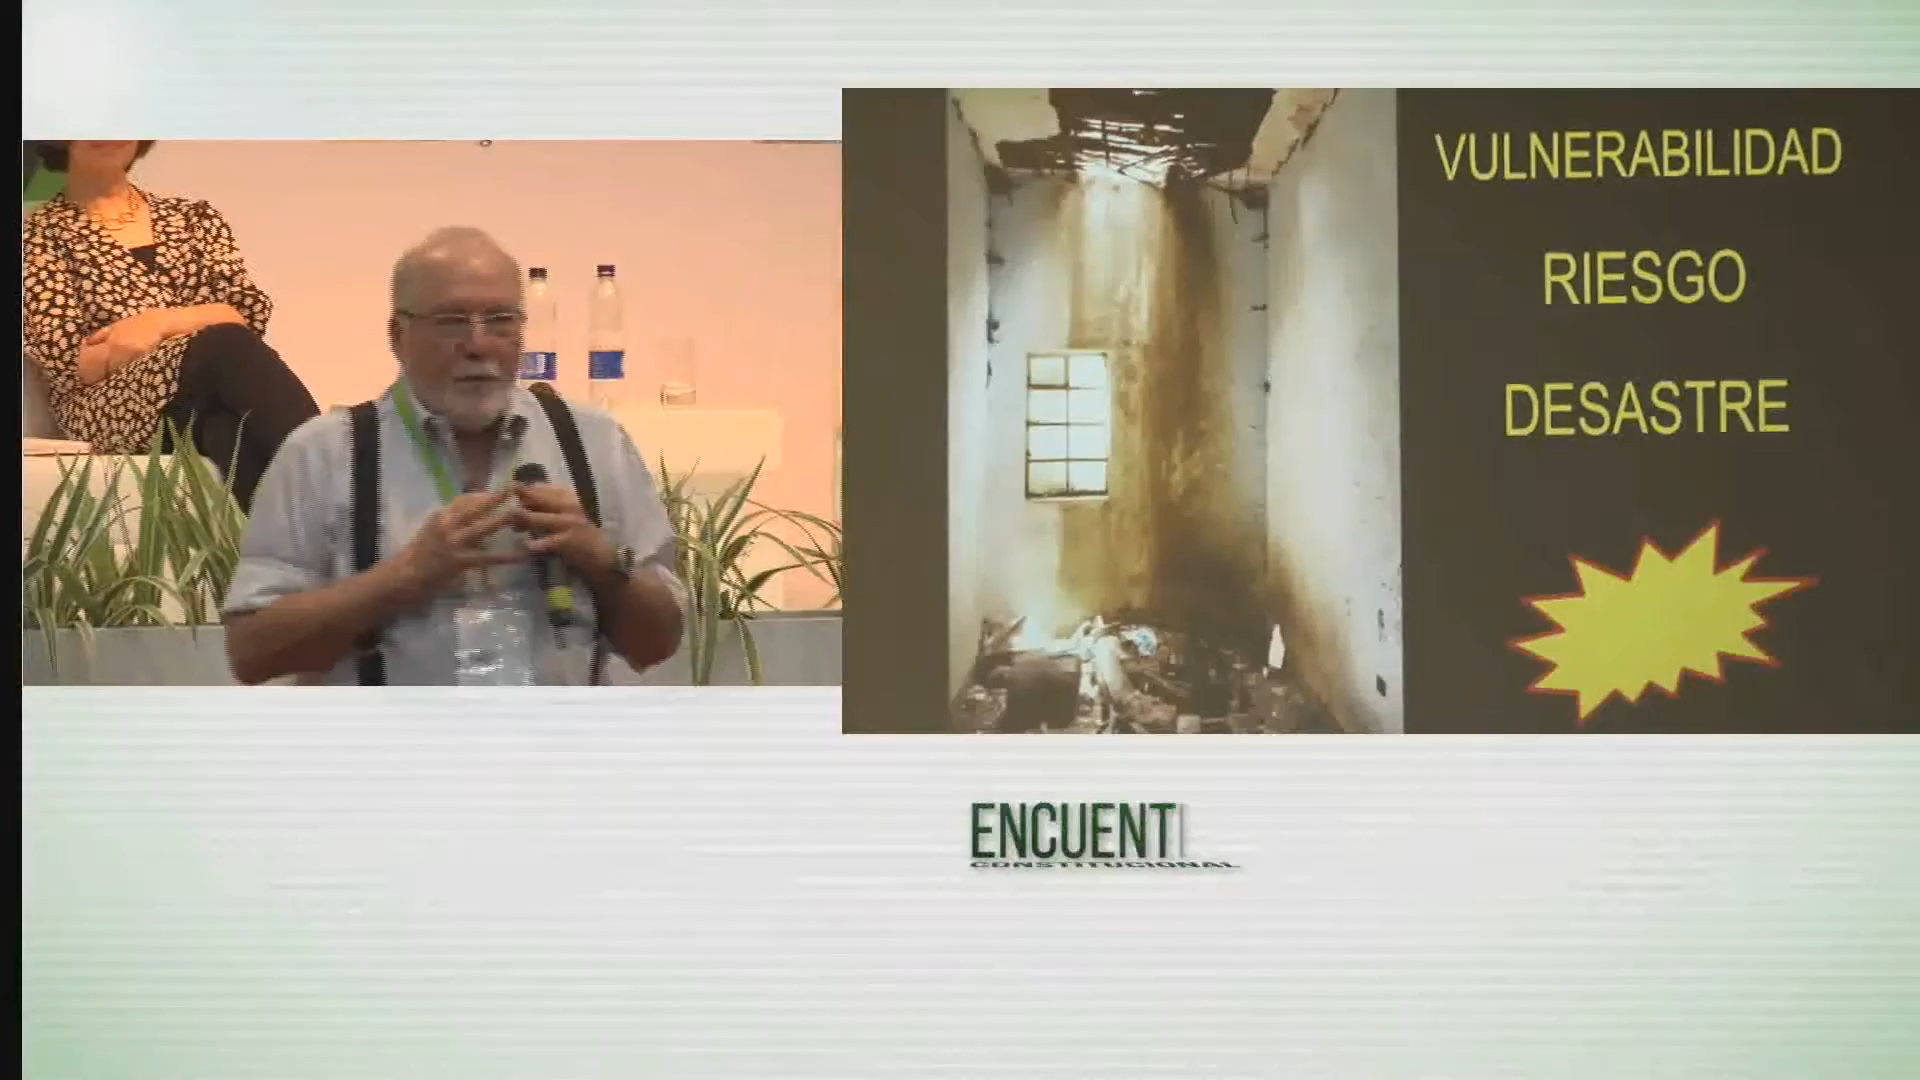 VULNERABILIDAD
RIESGO
DESASTRE
ENCUENT
CONSTITUCIONAL